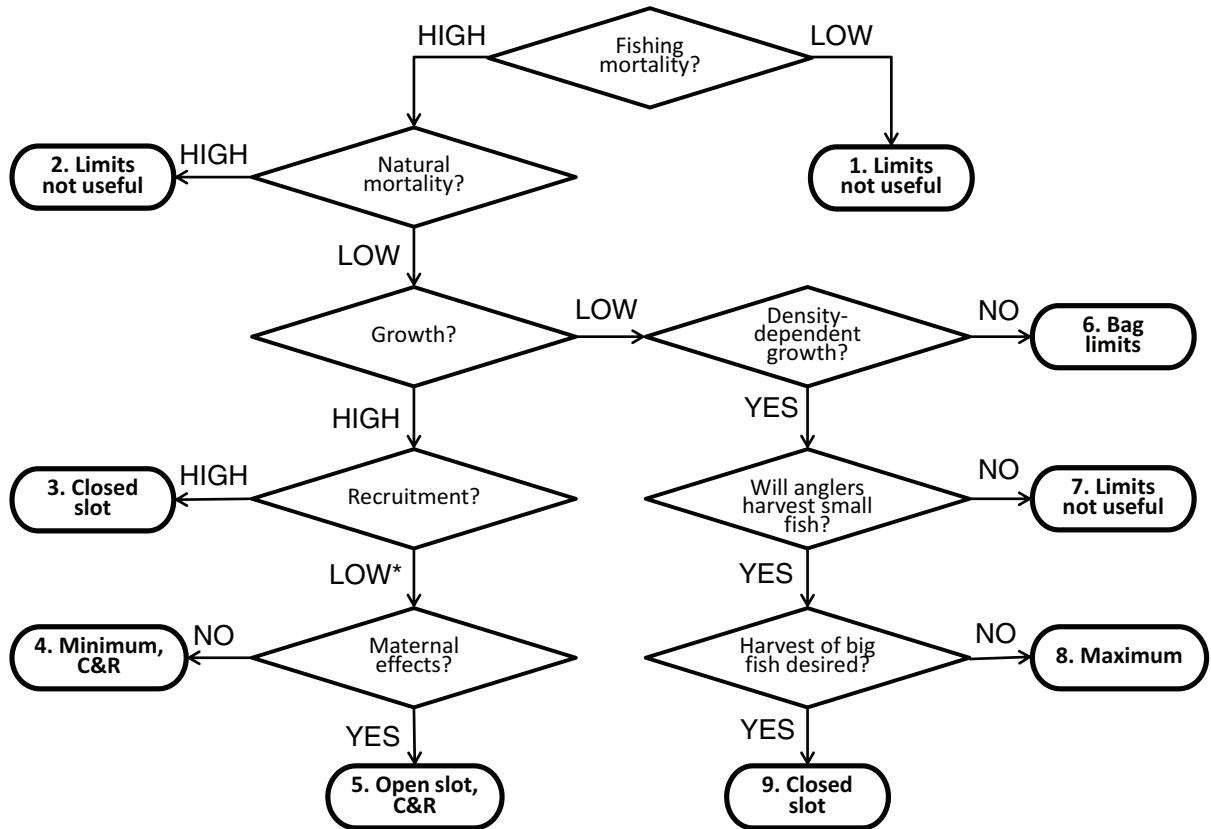 HIGH
Fishing
mortality?
LOW
2. Limits
not useful
HIGH
Natural
mortality?
1. Limits
not useful
LOW
Growth?
LOW
Density-
dependent
growth?
NO
6. Bag
limits
HIGH
YES
3. Closed
slot
HIGH
Recruitment?
Will anglers
harvest small
fish?
NO
7. Limits
not useful
LOW*
YES
4. Minimum,
C&R
NO
Maternal
effects?
Harvest of big
fish desired?
NO
8. Maximum
YES
YES
5. Open slot,
C&R
9. Closed
slot